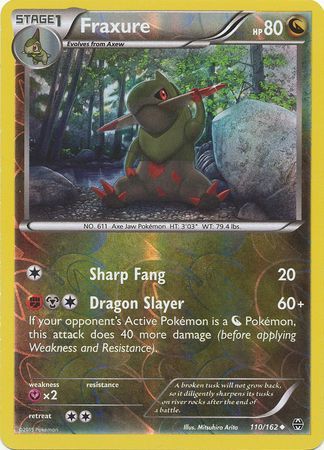 STAGE1
Fraxure
HP80
Evolves from Axew
NO. 611 Axe Jaw Pokémon HT: 3'03" WT: 79.4 lbs.
Sharp Fang 20
Dragon Slayer 60+
If your opponent's Active Pokémon is a Pokémon,
this attack does 40 more damage (before applying
Weakness and Resistance).
weakness resistance
×2
retreat
A broken tusk will not grow back,
so it diligently sharpens its tusks
on river rocks after the end of
a battle.
Illus. Mitsuhiro Arita
110/162
©2015 Pokémon